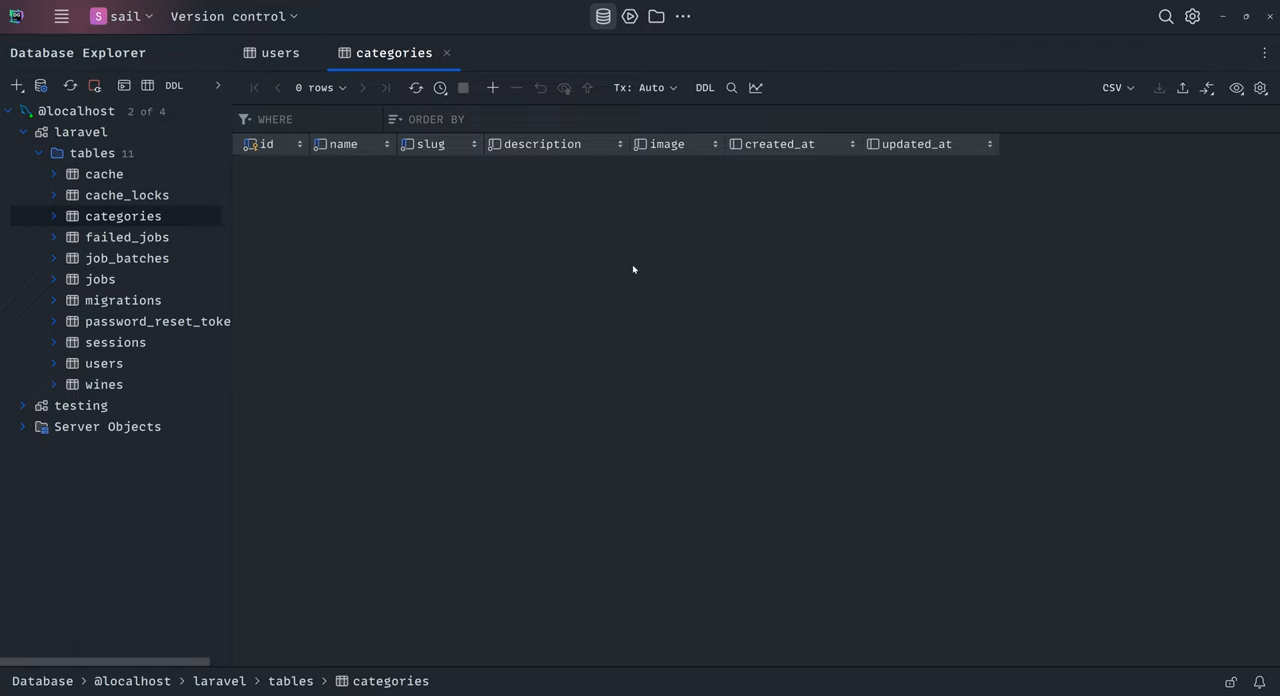 S sail Version control
Database Explorer
users categories
DDL
0 rows Tx: Auto DDL CSV
WHERE ORDER BY
id name slug description image created_at updated_at
@localhost 2 of 4
laravel
tables 11
cache
cache_locks
categories
failed_jobs
job_batches
jobs
migrations
password_reset_toke
sessions
users
wines
testing
Server Objects
Database > @localhost > laravel > tables > categories